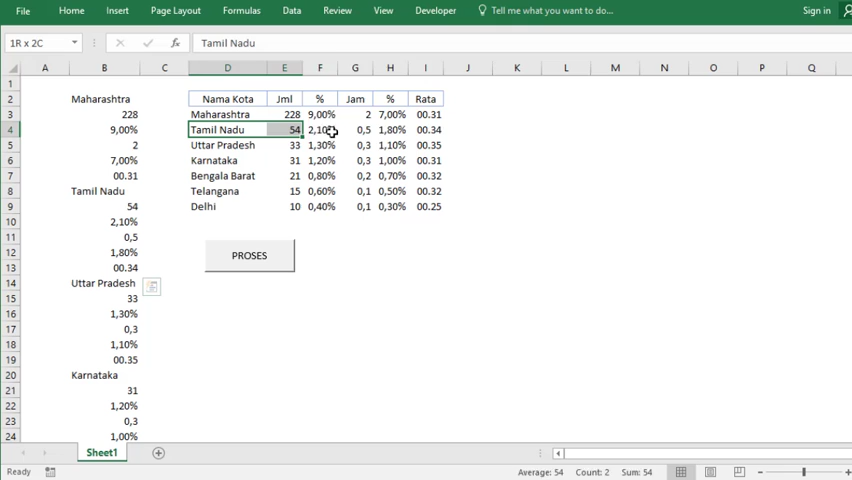 File Home Insert Page Layout Formulas Data Review View Developer Tell me what you want to do... Sign in
1R x 2C fx Tamil Nadu
A B C D E F G H I J K L M N O P Q
1
2 Maharashtra Nama Kota Jml % Jam % Rata
3 228 Maharashtra 228 9,00% 2 7,00% 00.31
4 9,00% Tamil Nadu 54 2,10% 0,5 1,80% 00.34
5 2 Uttar Pradesh 33 1,30% 0,3 1,10% 00.35
6 7,00% Karnataka 31 1,20% 0,3 1,00% 00.33
7 00.31 Bengala Barat 21 0,80% 0,2 0,70% 00.32
8 Tamil Nadu Telangana 15 0,60% 0,1 0,50% 00.32
9 54 Delhi 10 0,40% 0,1 0,30% 00.25
10 2,10%
11 0,5
12 1,80% PROSES
13 00.34
14 Uttar Pradesh
15 33
16 1,30%
17 0,3
18 1,10%
19 00.35
20 Karnataka
21 31
22 1,20%
23 0,3
24 1,00%
Sheet1
Ready Average: 54 Count: 2 Sum: 54